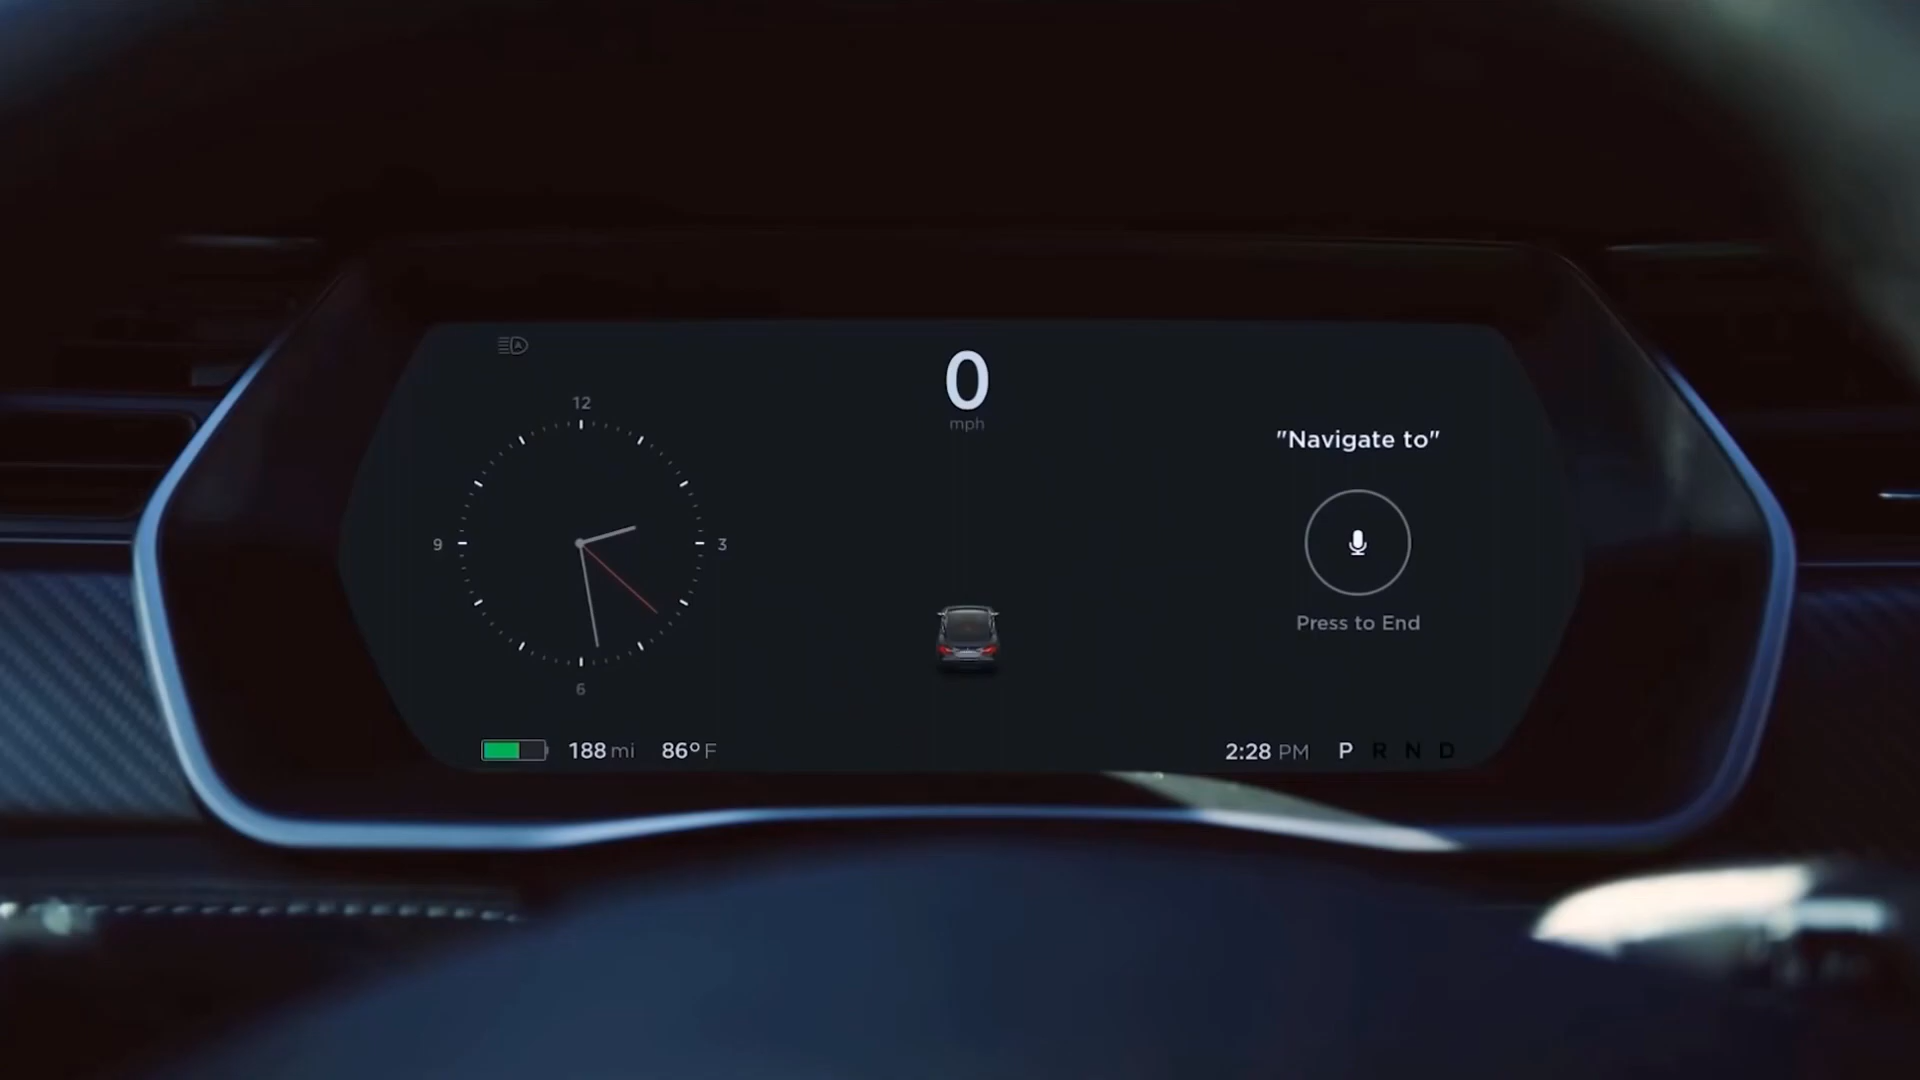 0
mph
12
9
3
6
"Navigate to"
Press to End
188 mi
86°F
2:28 PM
P R N D